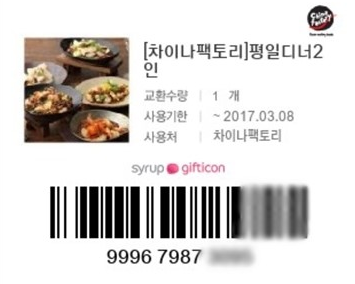 China
Factory
[차이나팩토리]평일디너2
인
교환수량 | 1 개
사용기한 | ~ 2017.03.08
사용처 | 차이나팩토리
syrup gifticon
9996 7987